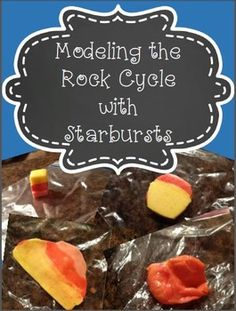 Modeling the
Rock Cycle
with
Starbursts